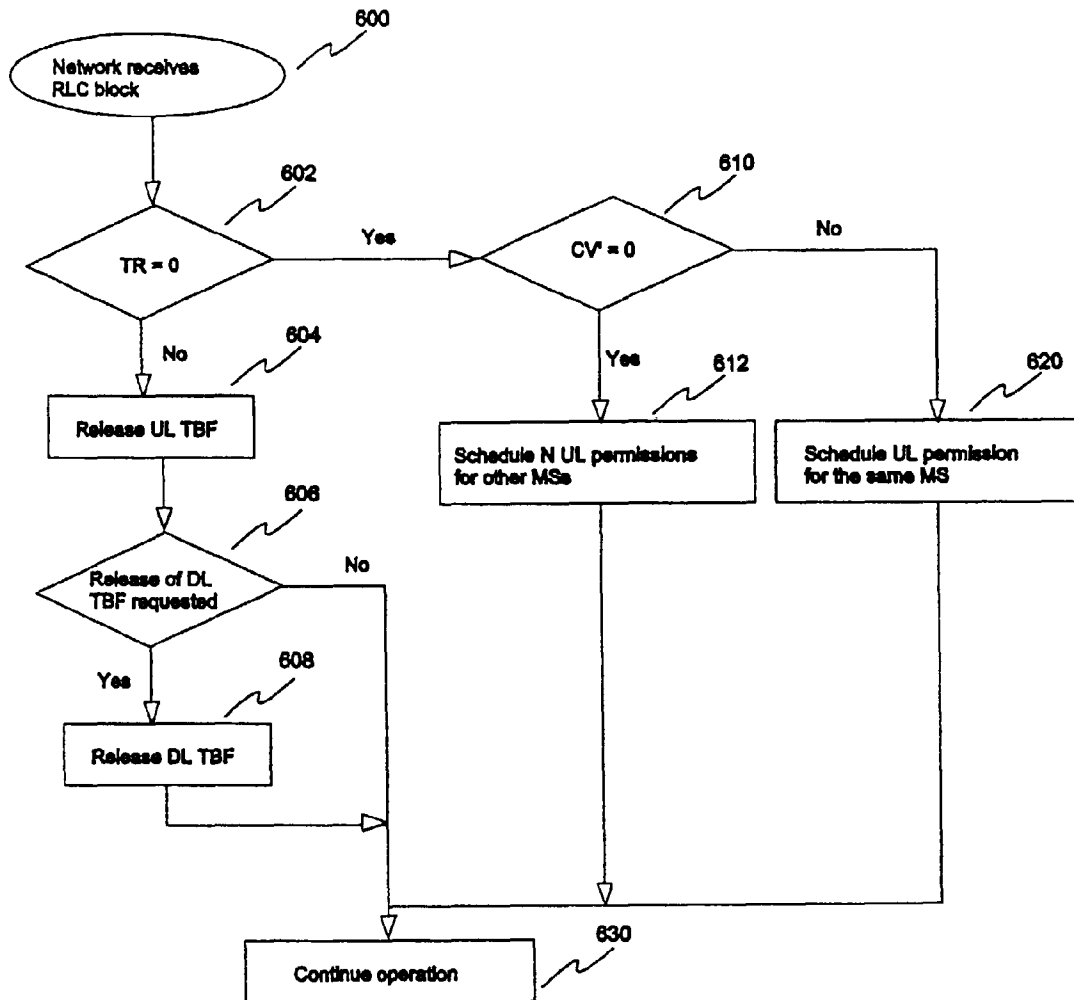 600
Network receives
RLC block
602
TR = 0
Yes
No
610
CV' = 0
No
Yes
604
Release UL TBF
612
Schedule N UL permissions
for other MSs
620
Schedule UL permission
for the same MS
606
Release of DL
TBF requested
No
Yes
608
Release DL TBF
630
Continue operation